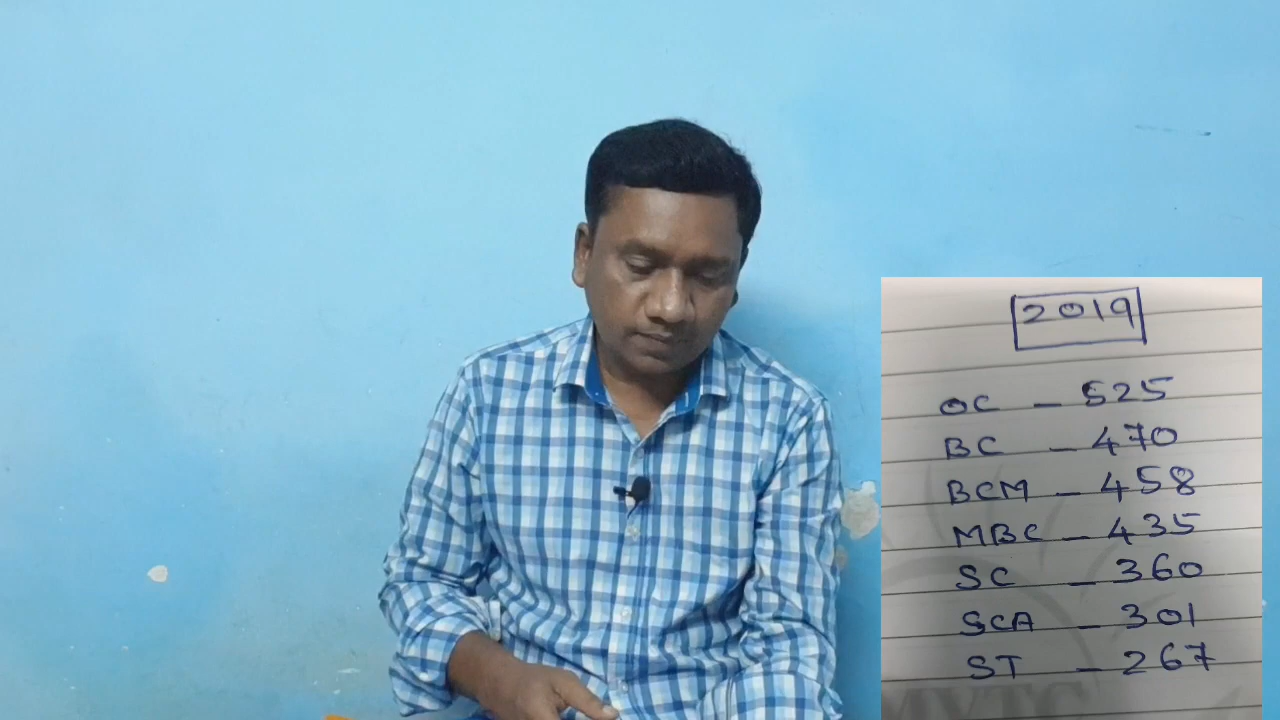 2019
OC - 525
BC - 470
BCM - 458
MBC - 435
SC - 360
SCA - 301
ST - 267